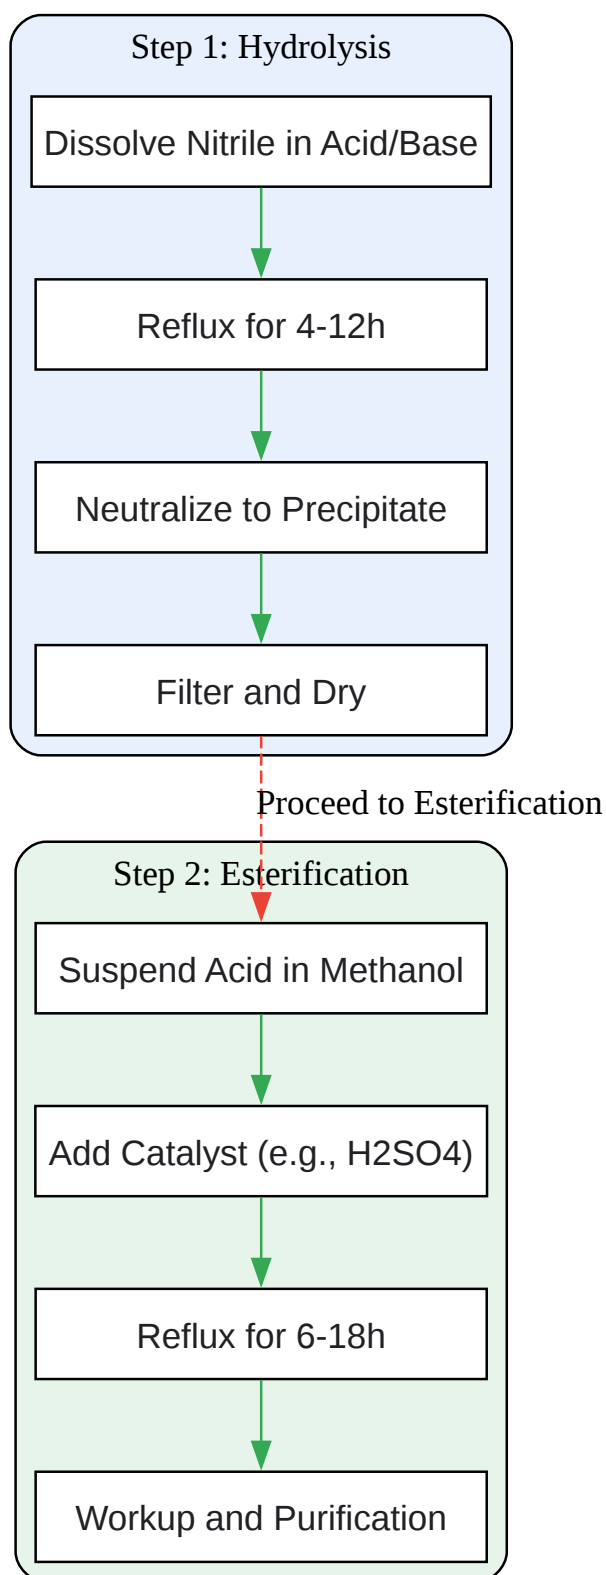 Step 1: Hydrolysis
Dissolve Nitrile in Acid/Base
Reflux for 4-12h
Neutralize to Precipitate
Filter and Dry
Proceed to Esterification
Step 2: Esterification
Suspend Acid in Methanol
Add Catalyst (e.g., H2SO4)
Reflux for 6-18h
Workup and Purification